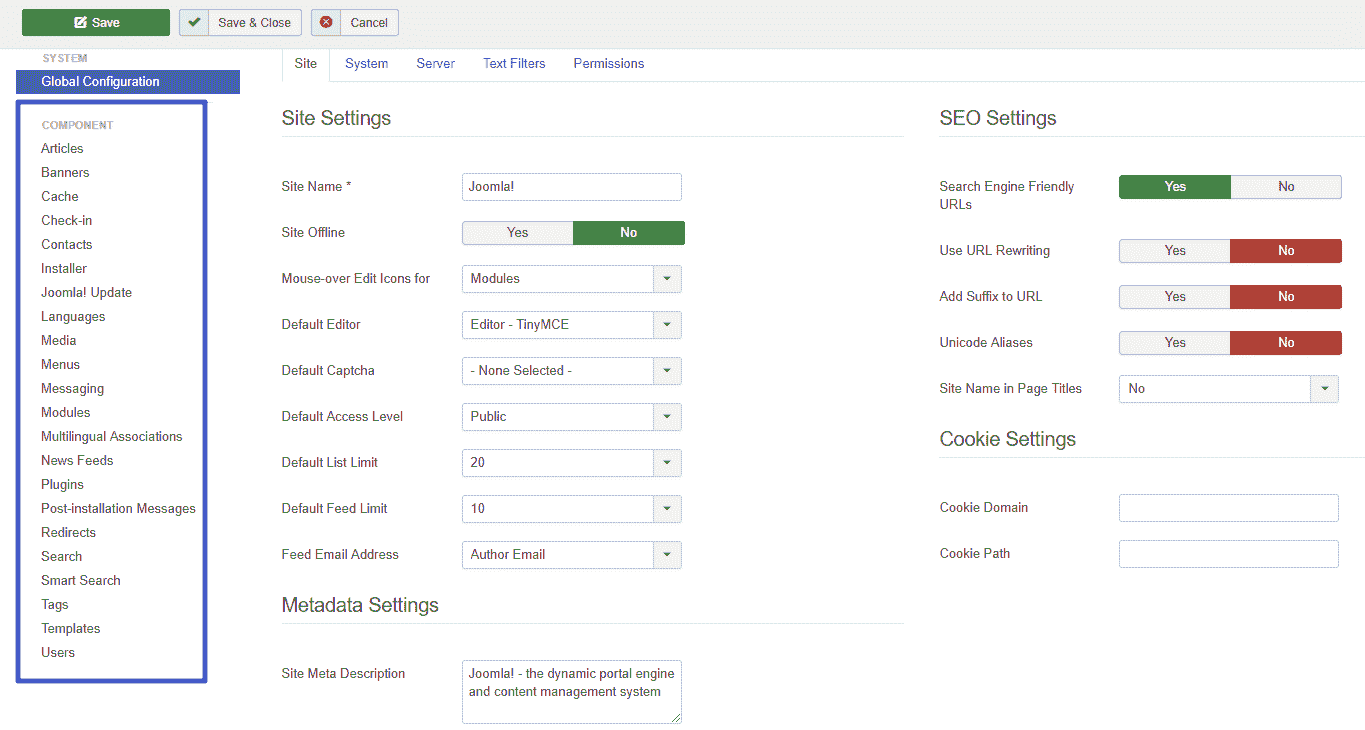 Save
Save & Close
Cancel
SYSTEM
Global Configuration
COMPONENT
Articles
Banners
Cache
Check-in
Contacts
Installer
Joomla! Update
Languages
Media
Menus
Messaging
Modules
Multilingual Associations
News Feeds
Plugins
Post-installation Messages
Redirects
Search
Smart Search
Tags
Templates
Users
Site System Server Text Filters Permissions
Site Settings
Site Name * Joomla!
Site Offline Yes No
Mouse-over Edit Icons for Modules
Default Editor Editor - TinyMCE
Default Captcha - None Selected -
Default Access Level Public
Default List Limit 20
Default Feed Limit 10
Feed Email Address Author Email
Metadata Settings
Site Meta Description Joomla! - the dynamic portal engine
and content management system
SEO Settings
Search Engine Friendly Yes No
URLs
Use URL Rewriting Yes No
Add Suffix to URL Yes No
Unicode Aliases Yes No
Site Name in Page Titles No
Cookie Settings
Cookie Domain
Cookie Path